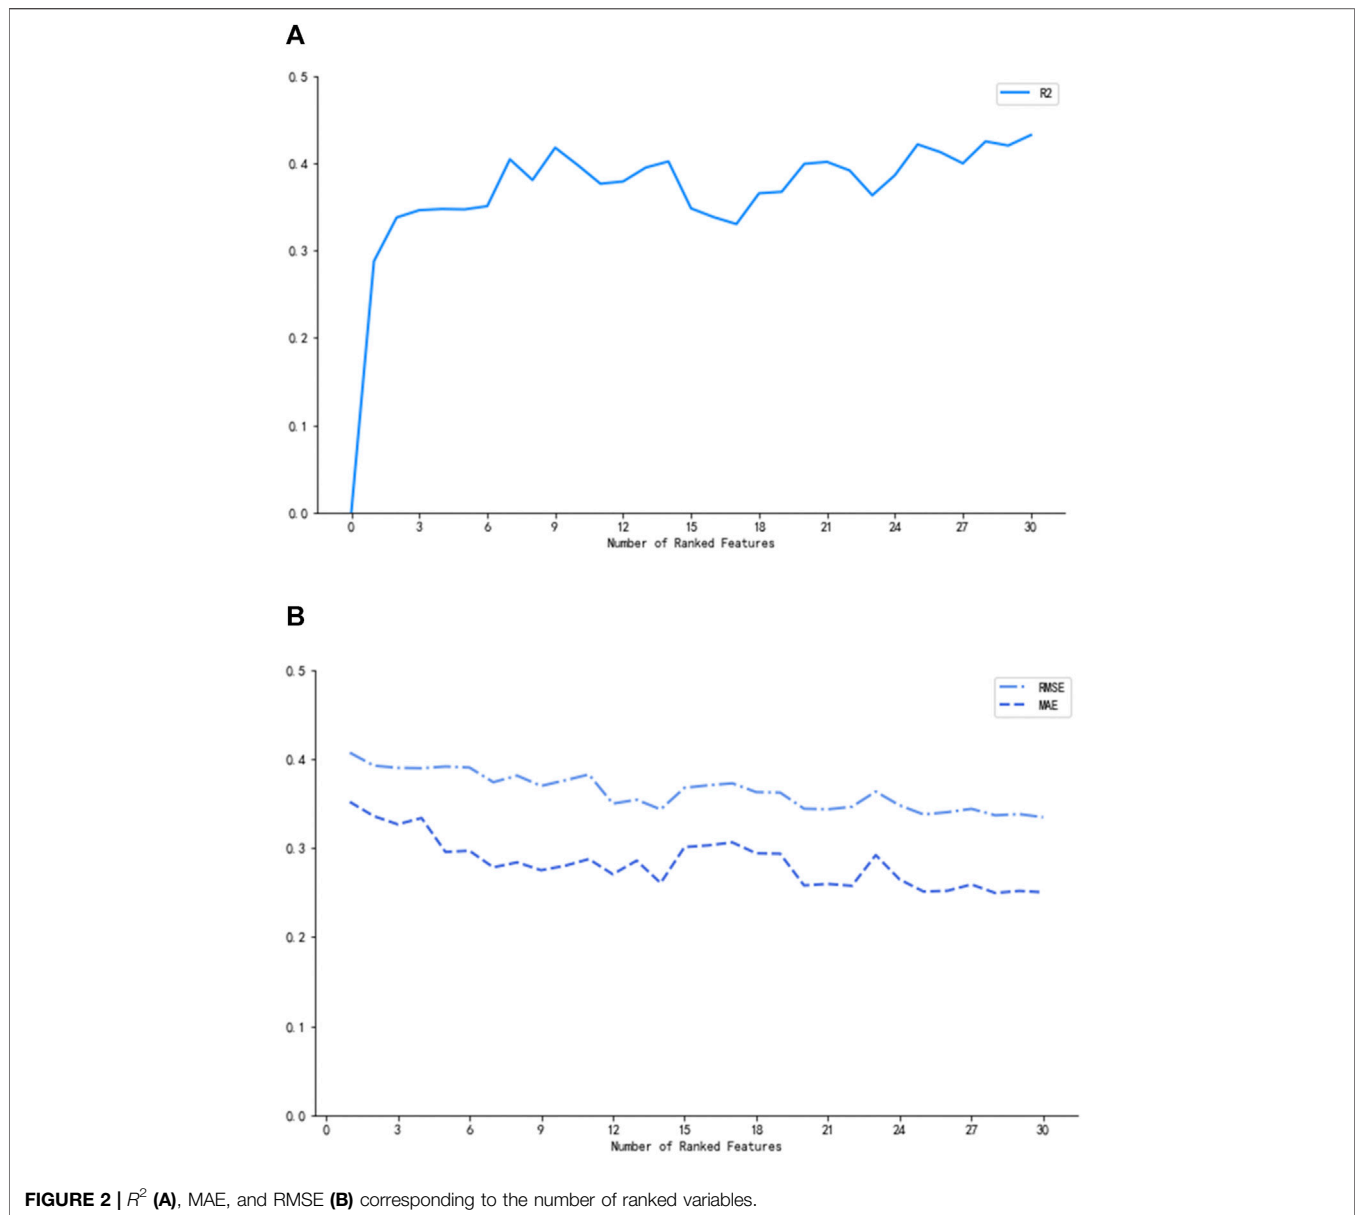 A
0.5
R2
0.4
0.3
0.2
0.1
0.0
0 3 6 9 12 15 18 21 24 27 30
Number of Ranked Features
B
0.5
RMSE
MAE
0.4
0.3
0.2
0.1
0.0
0 3 6 9 12 15 18 21 24 27 30
Number of Ranked Features
FIGURE 2 | R² (A), MAE, and RMSE (B) corresponding to the number of ranked variables.